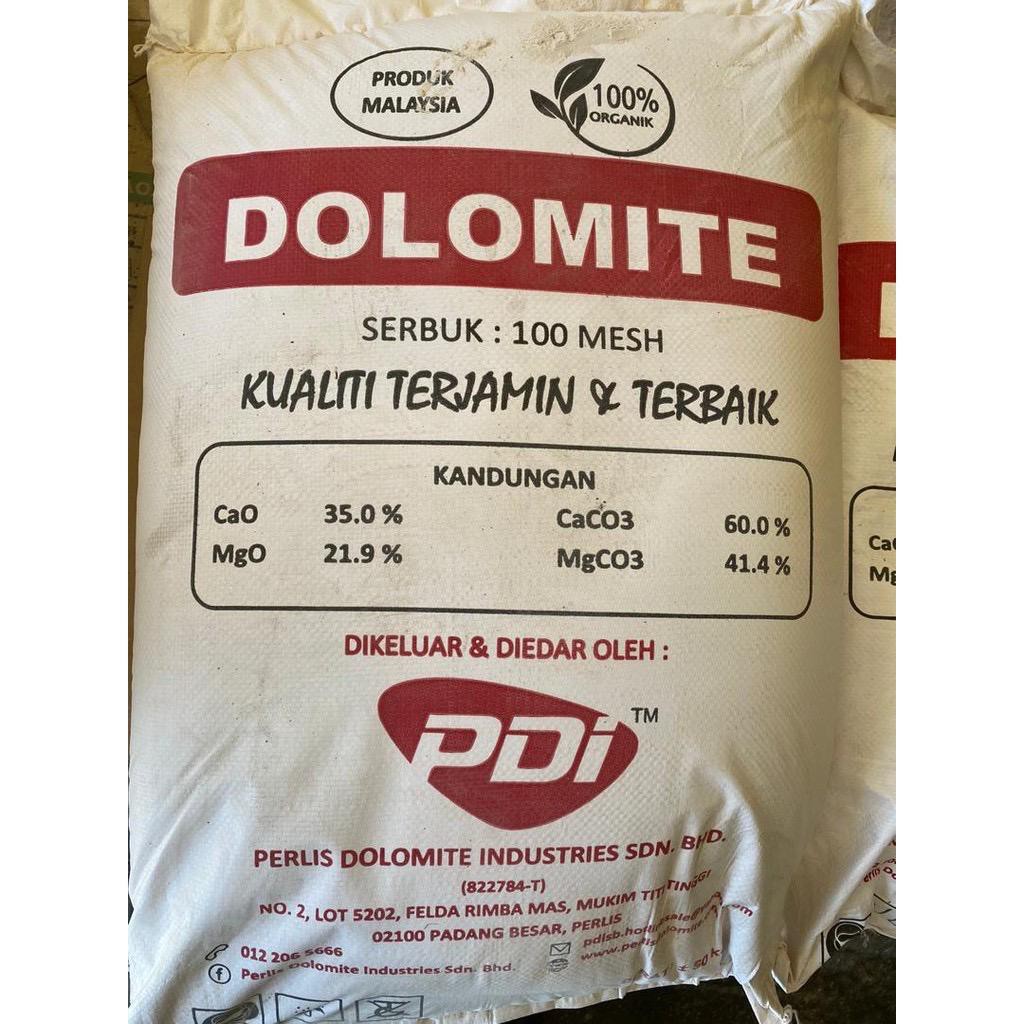 PRODUK
MALAYSIA
100%
ORGANIK
DOLOMITE
SERBUK : 100 MESH
KUALITI TERJAMIN & TERBAIK
KANDUNGAN
CaO 35.0 % CaCO3 60.0 %
MgO 21.9 % MgCO3 41.4 %
DIKELUAR & DIEDAR OLEH :
PDi TM
PERLIS DOLOMITE INDUSTRIES SDN. BHD.
(822784-T)
NO. 2, LOT 5202, FELDA RIMBA MAS, MUKIM TITI TINGGI
02100 PADANG BESAR, PERLIS
012 206 5666
Perlis Dolomite Industries Sdn. Bhd.